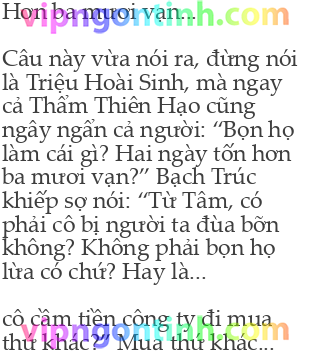 Hơn ba mươi vạn...
vipngontinh.com
Câu này vừa nói ra, đừng nói
là Triệu Hoài Sinh, mà ngay
cả Thẩm Thiên Hạo cũng
ngây ngẩn cả người: “Bọn họ
làm cái gì? Hai ngày tốn hơn
ba mươi vạn?” Bạch Trúc
khiếp sợ nói: “Từ Tâm, có
phải cô bị người ta đùa bỡn
không? Không phải bọn họ
lừa cô chứ? Hay là...
cô cầm tiền công ty đi mua
vipngontinh.com
thứ khác?” Mua thứ khác...